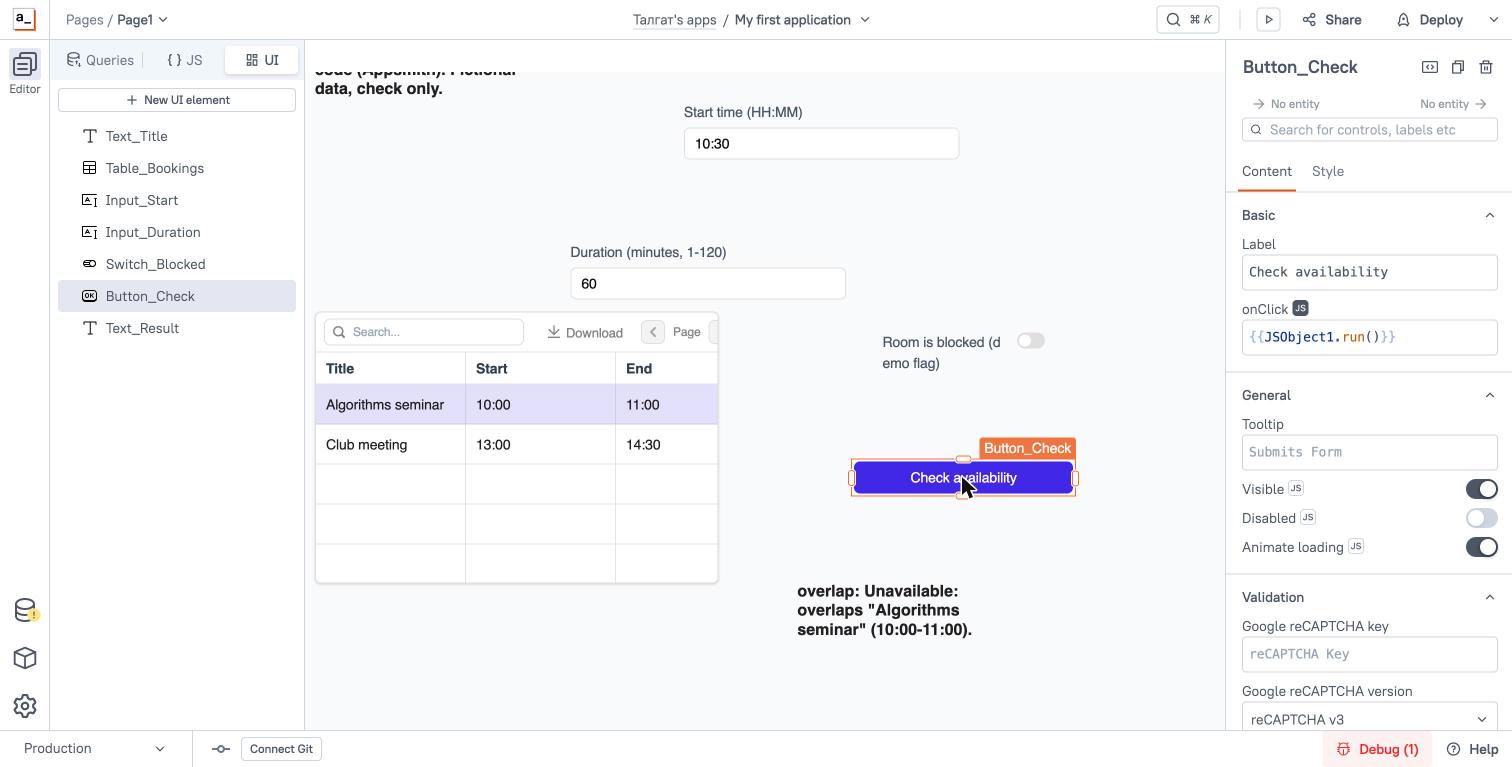 a_
Pages / Page1
Талгат's apps / My first application
⌘ K
Share
Deploy
Editor
Queries
{ } JS
UI
+ New UI element
Text_Title
Table_Bookings
Input_Start
Input_Duration
Switch_Blocked
Button_Check
Text_Result
data, check only.
Start time (HH:MM)
10:30
Duration (minutes, 1-120)
60
Search...
Download
Page
Title Start End
Algorithms seminar 10:00 11:00
Club meeting 13:00 14:30
Room is blocked (d
emo flag)
Button_Check
Check availability
overlap: Unavailable:
overlaps "Algorithms
seminar" (10:00-11:00).
Button_Check
No entity
No entity
Search for controls, labels etc
Content
Style
Basic
Label
Check availability
onClick JS
{{JSObject1.run()}}
General
Tooltip
Submits Form
Visible JS
Disabled JS
Animate loading JS
Validation
Google reCAPTCHA key
reCAPTCHA Key
Google reCAPTCHA version
reCAPTCHA v3
Production
Connect Git
Debug (1)
Help